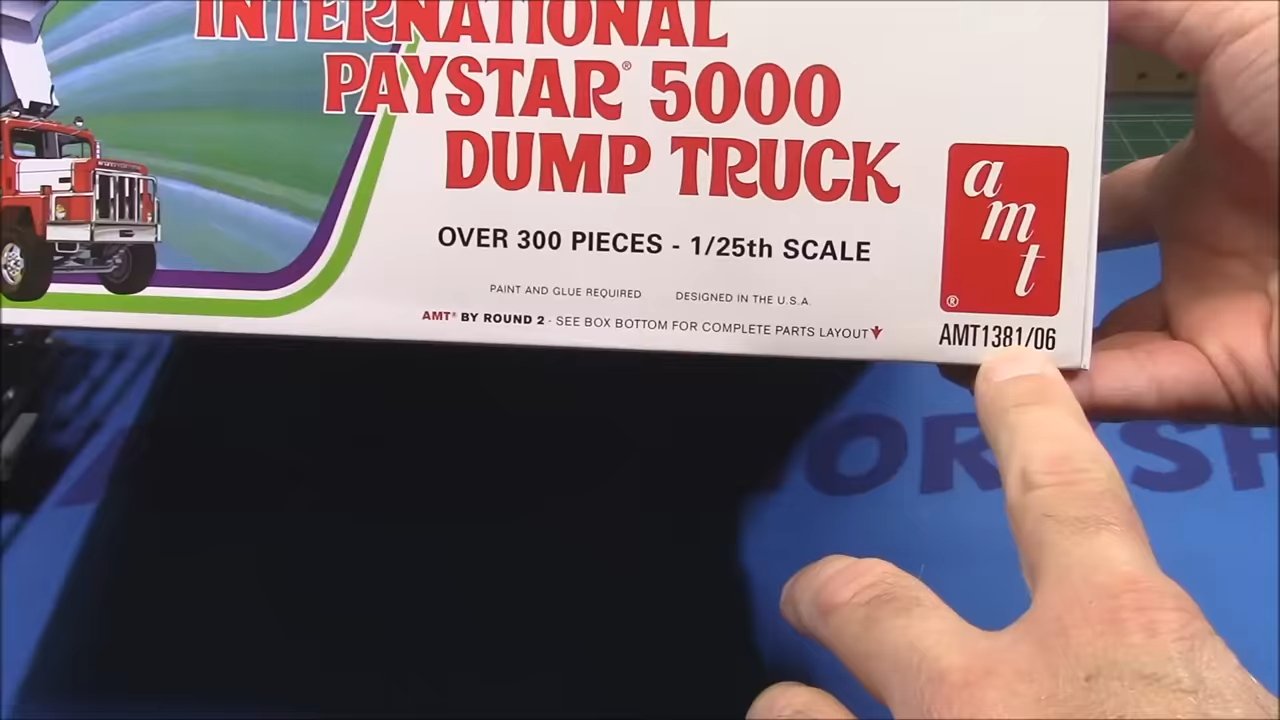 INTERNATIONAL
PAYSTAR® 5000
DUMP TRUCK
OVER 300 PIECES - 1/25th SCALE
PAINT AND GLUE REQUIRED DESIGNED IN THE U.S.A.
AMT® BY ROUND 2 - SEE BOX BOTTOM FOR COMPLETE PARTS LAYOUT
amt
®
AMT1381/06
ORKSH